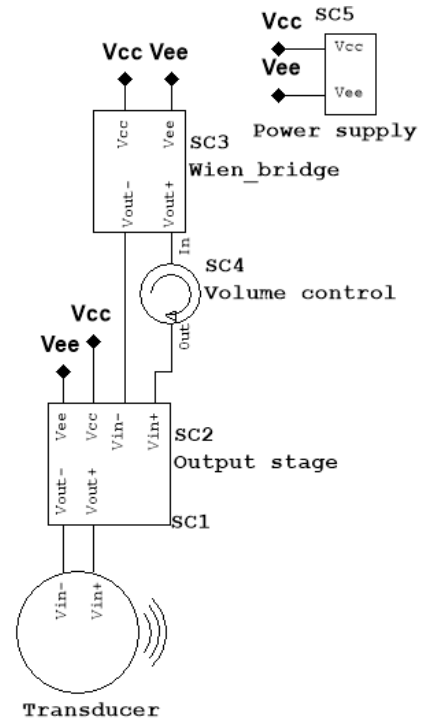 SC5
Vcc
Vcc
Vee
Vee
Power supply
Vcc Vee
Vcc
Vee
SC3
Wien_bridge
Vout-
Vout+
In
SC4
Volume control
Out
Vcc
Vee
Vee
Vcc
Vin-
Vin+
SC2
Output stage
Vout-
Vout+
SC1
Vin-
Vin+
Transducer